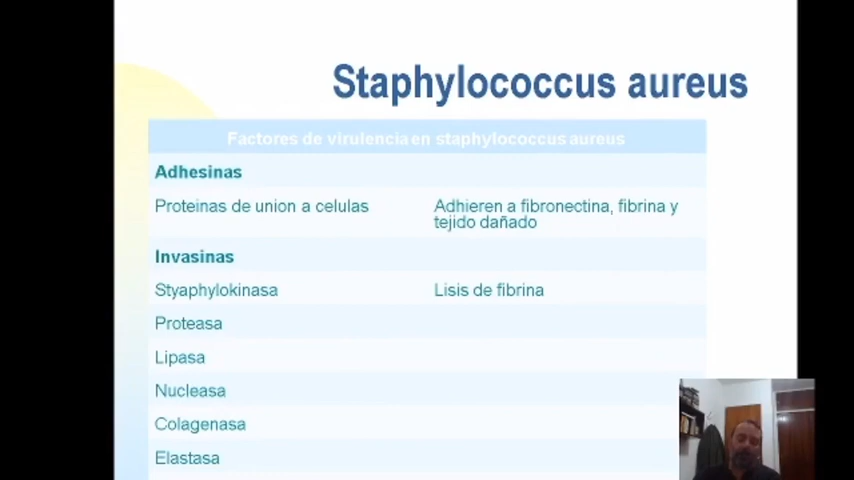 Staphylococcus aureus
Factores de virulencia en staphylococcus aureus
Adhesinas
Proteinas de union a celulas
Adhieren a fibronectina, fibrina y
tejido dañado
Invasinas
Styaphylokinasa
Lisis de fibrina
Proteasa
Lipasa
Nucleasa
Colagenasa
Elastasa